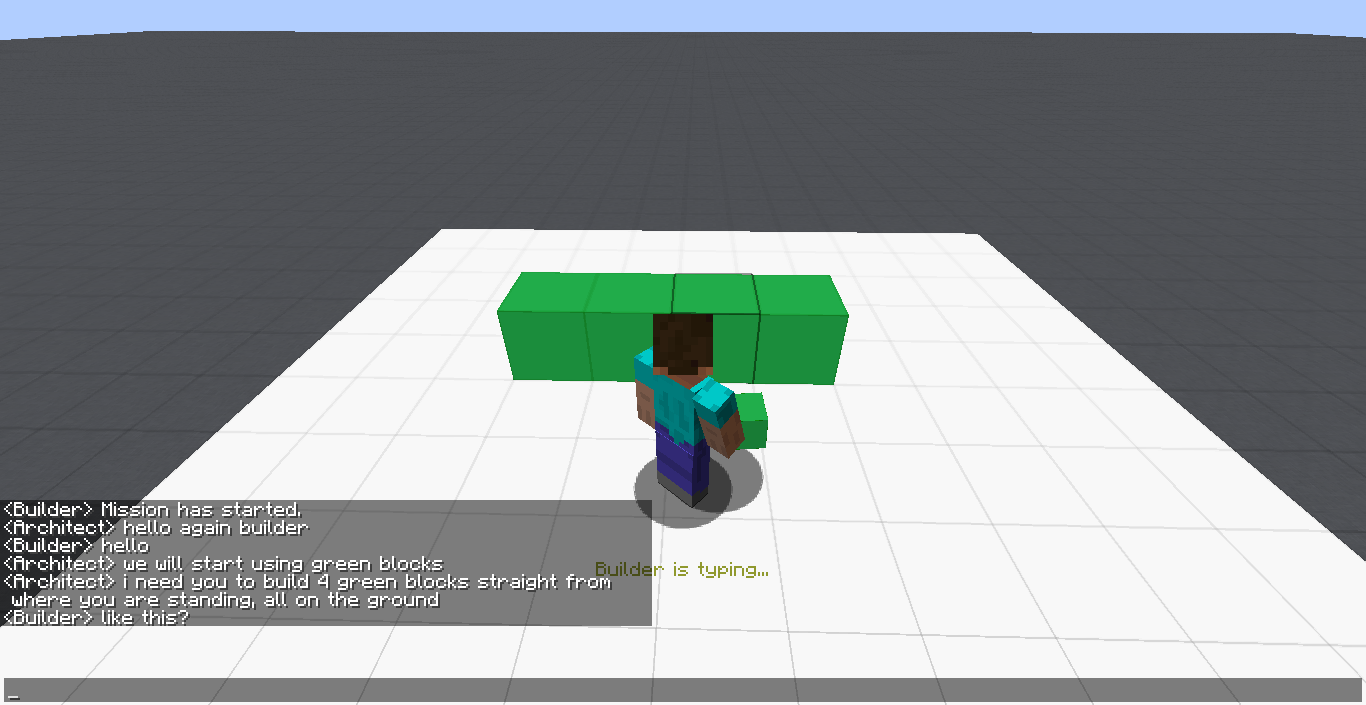 <Builder> Mission has started.
<Architect> hello again builder
<Builder> hello
<Architect> we will start using green blocks
<Architect> i need you to build 4 green blocks straight from
where you are standing, all on the ground
<Builder> like this?
Builder is typing...
_